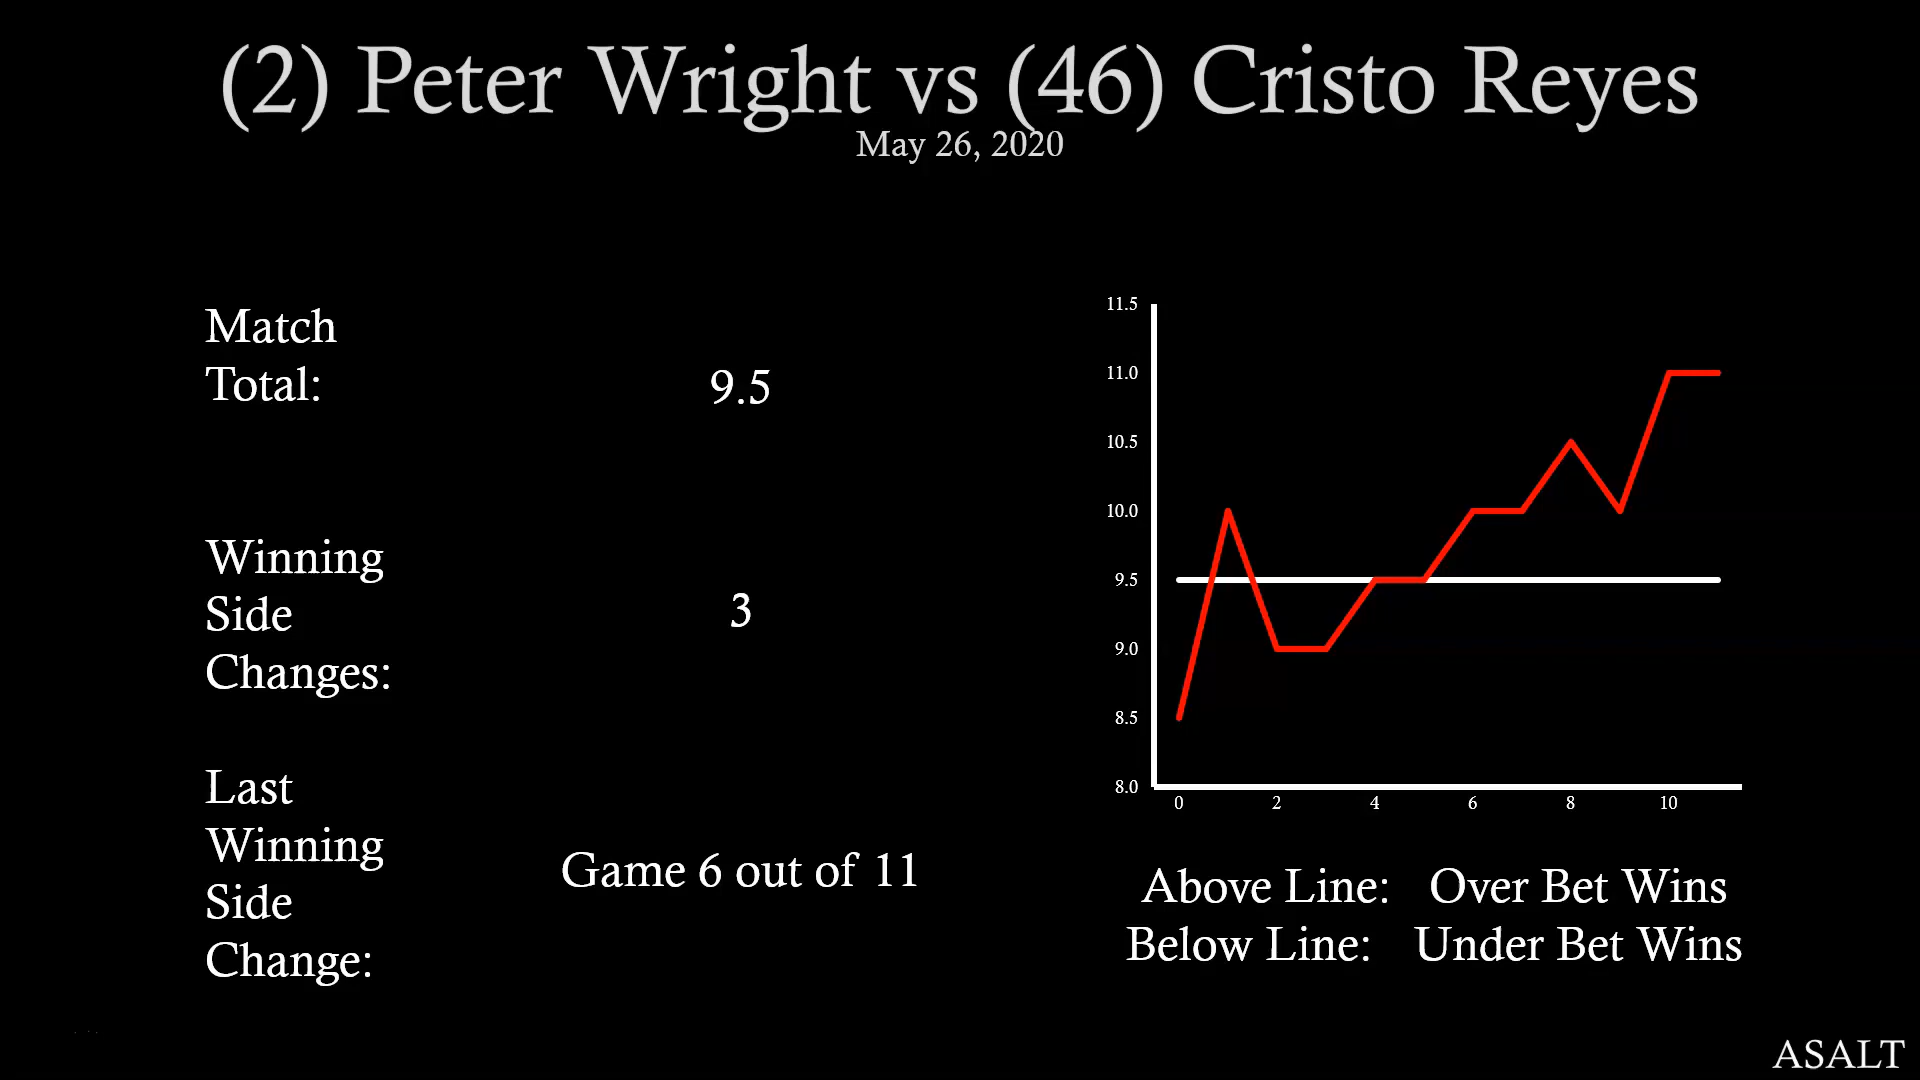 (2) Peter Wright vs (46) Cristo Reyes
May 26, 2020
Match
Total:
9.5
Winning
Side
Changes:
3
Last
Winning
Side
Change:
Game 6 out of 11
11.5
11.0
10.5
10.0
9.5
9.0
8.5
8.0
0 2 4 6 8 10
Above Line: Over Bet Wins
Below Line: Under Bet Wins
ASALT